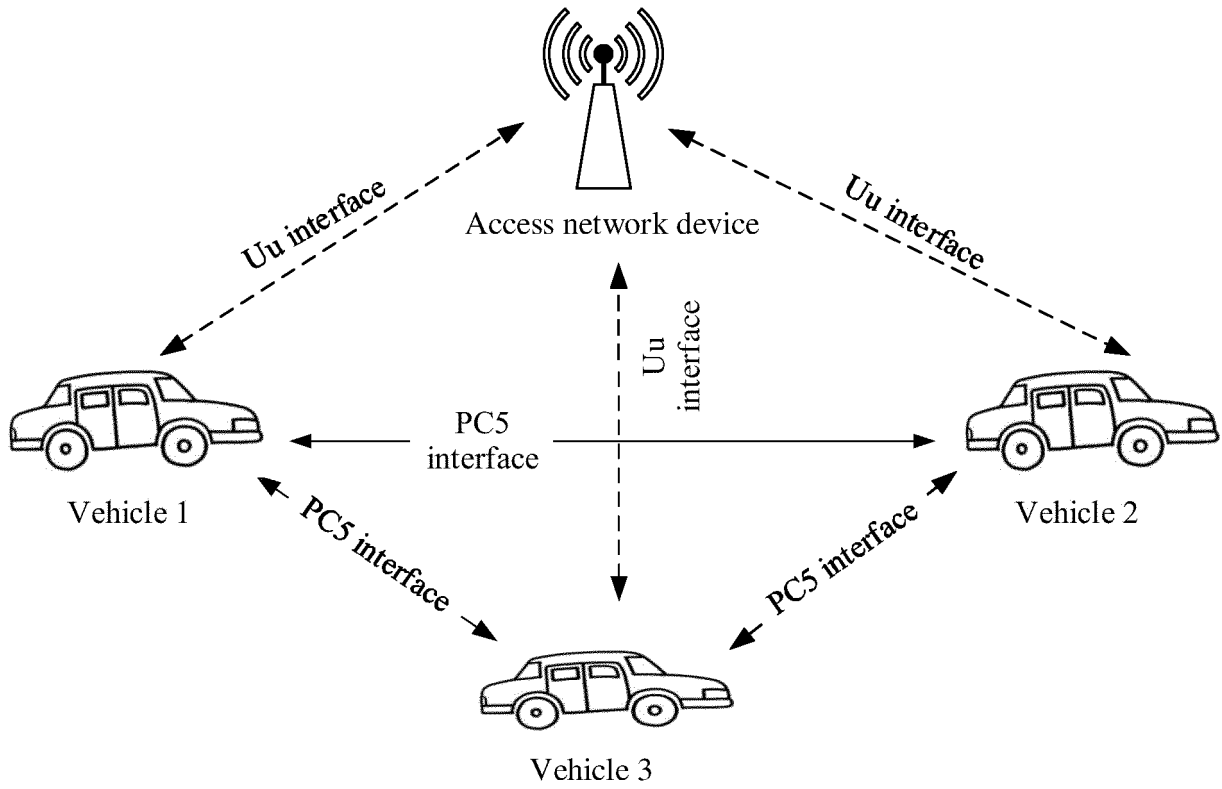 Uu interface
Uu interface
Access network device
Uu
interface
PC5
interface
Vehicle 1
Vehicle 2
PC5 interface
PC5 interface
Vehicle 3